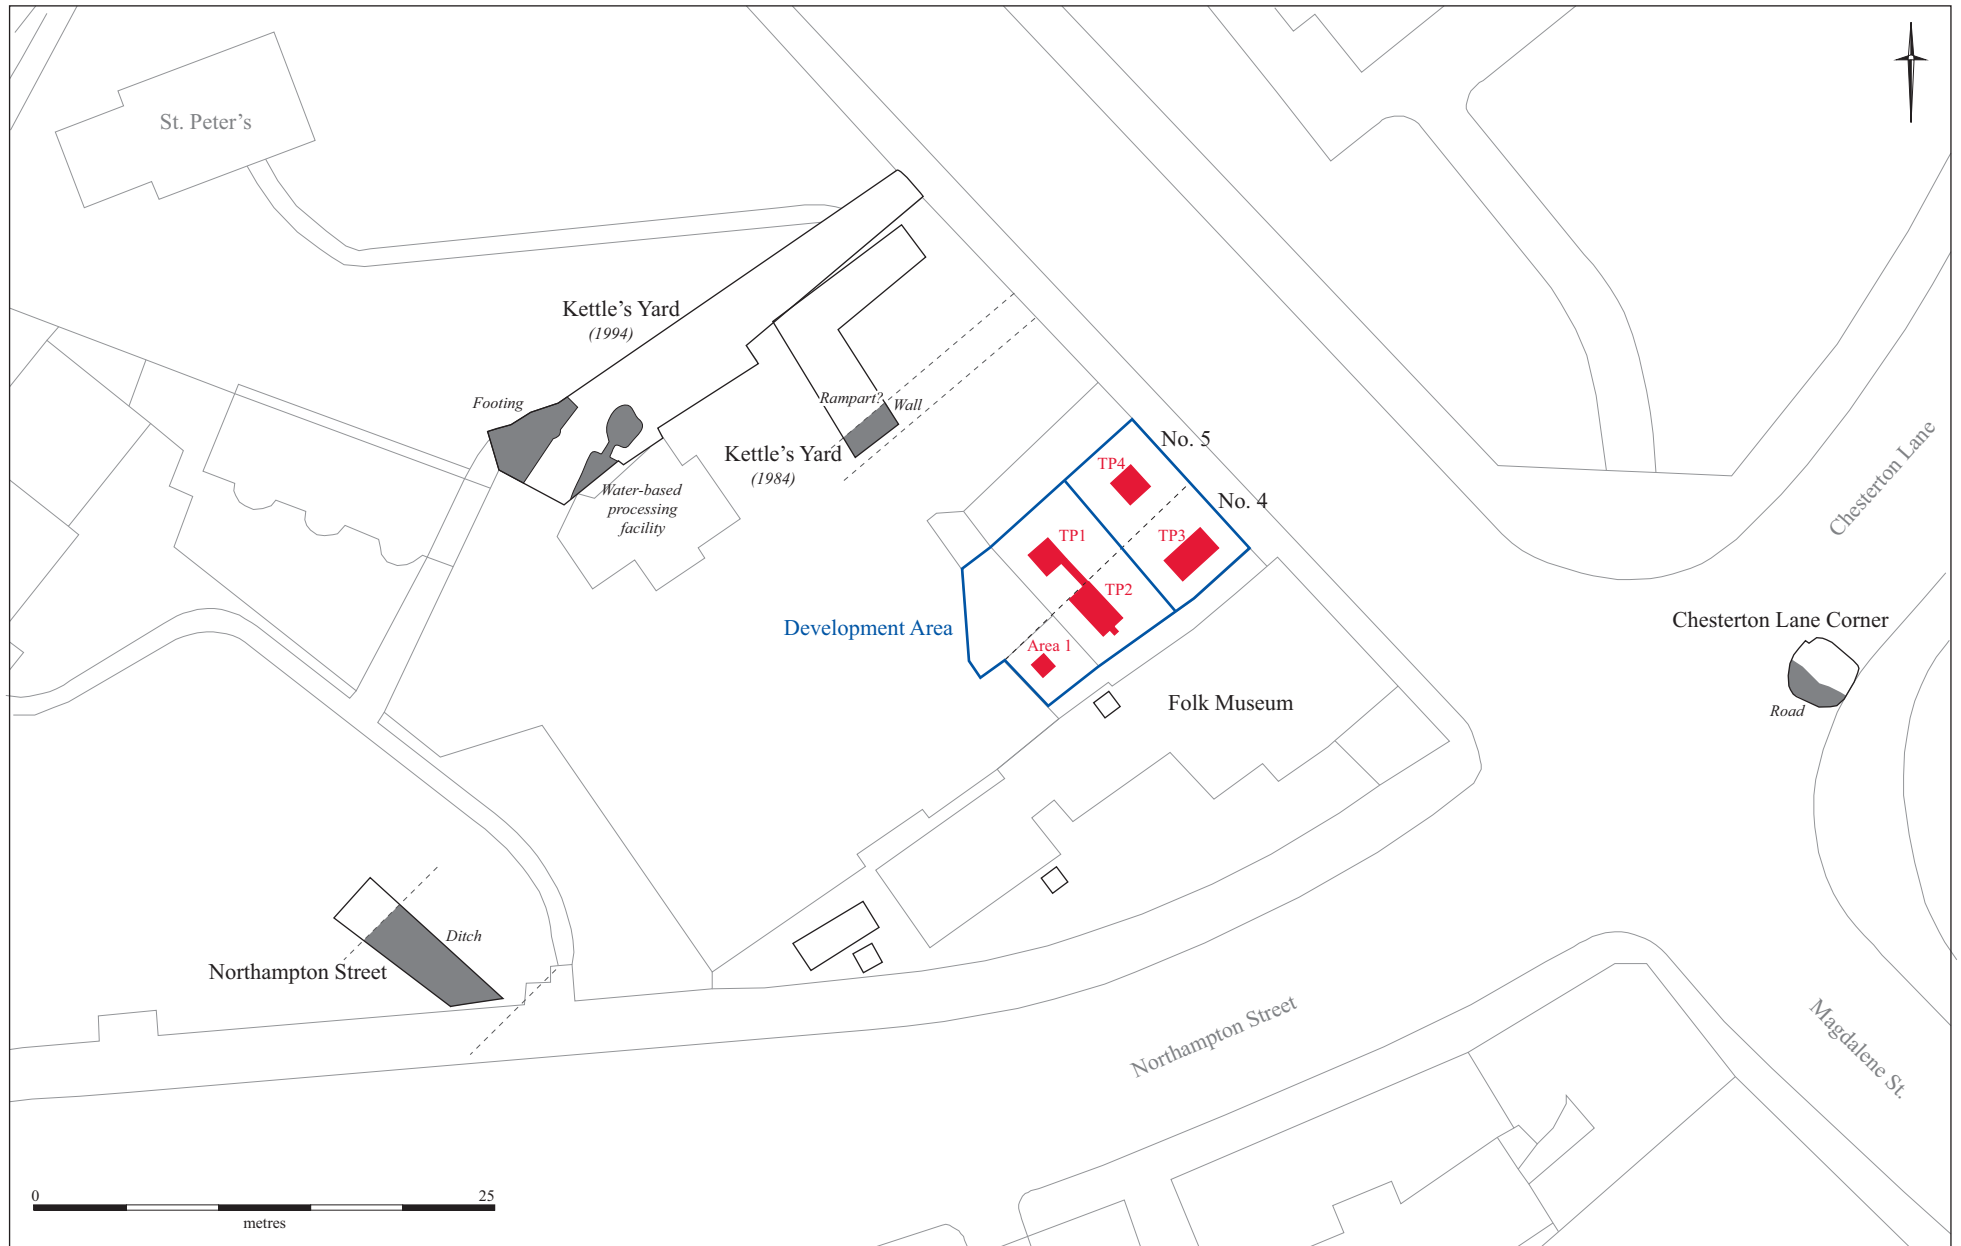 St. Peter’s
Kettle’s Yard
(1994)
Footing
Rampart?
Wall
Kettle’s Yard
(1984)
Water-based
processing
facility
No. 5
TP4
No. 4
TP3
TP1
TP2
Area 1
Development Area
Chesterton Lane
Chesterton Lane Corner
Road
Folk Museum
Ditch
Northampton Street
Northampton Street
Magdalene St.
0
25
metres